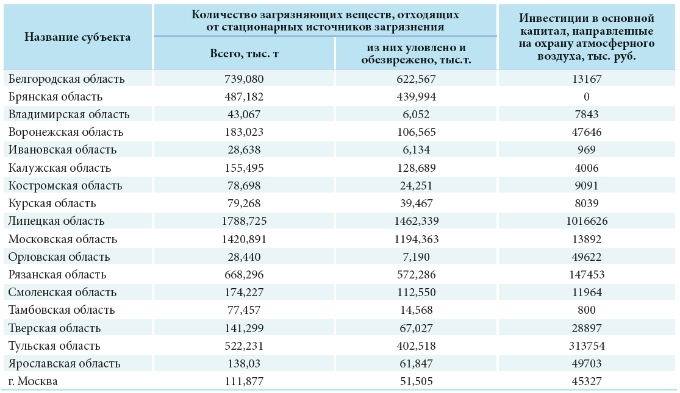 Название субъекта
Количество загрязняющих веществ, отходящих
от стационарных источников загрязнения
Инвестиции в основной
капитал, направленные
на охрану атмосферного
воздуха, тыс. руб.
Всего, тыс. т
из них уловлено и
обезврежено, тыс.т.
Белгородская область 739,080 622,567 13167
Брянская область 487,182 439,994 0
Владимирская область 43,067 6,052 7843
Воронежская область 183,023 106,565 47646
Ивановская область 28,638 6,134 969
Калужская область 155,495 128,689 4006
Костромская область 78,698 24,251 9091
Курская область 79,268 39,467 8039
Липецкая область 1788,725 1462,339 1016626
Московская область 1420,891 1194,363 13892
Орловская область 28,440 7,190 49622
Рязанская область 668,296 572,286 147453
Смоленская область 174,227 112,550 11964
Тамбовская область 77,457 14,568 800
Тверская область 141,299 67,027 28897
Тульская область 522,231 402,518 313754
Ярославская область 138,03 61,847 49703
г. Москва 111,877 51,505 45327